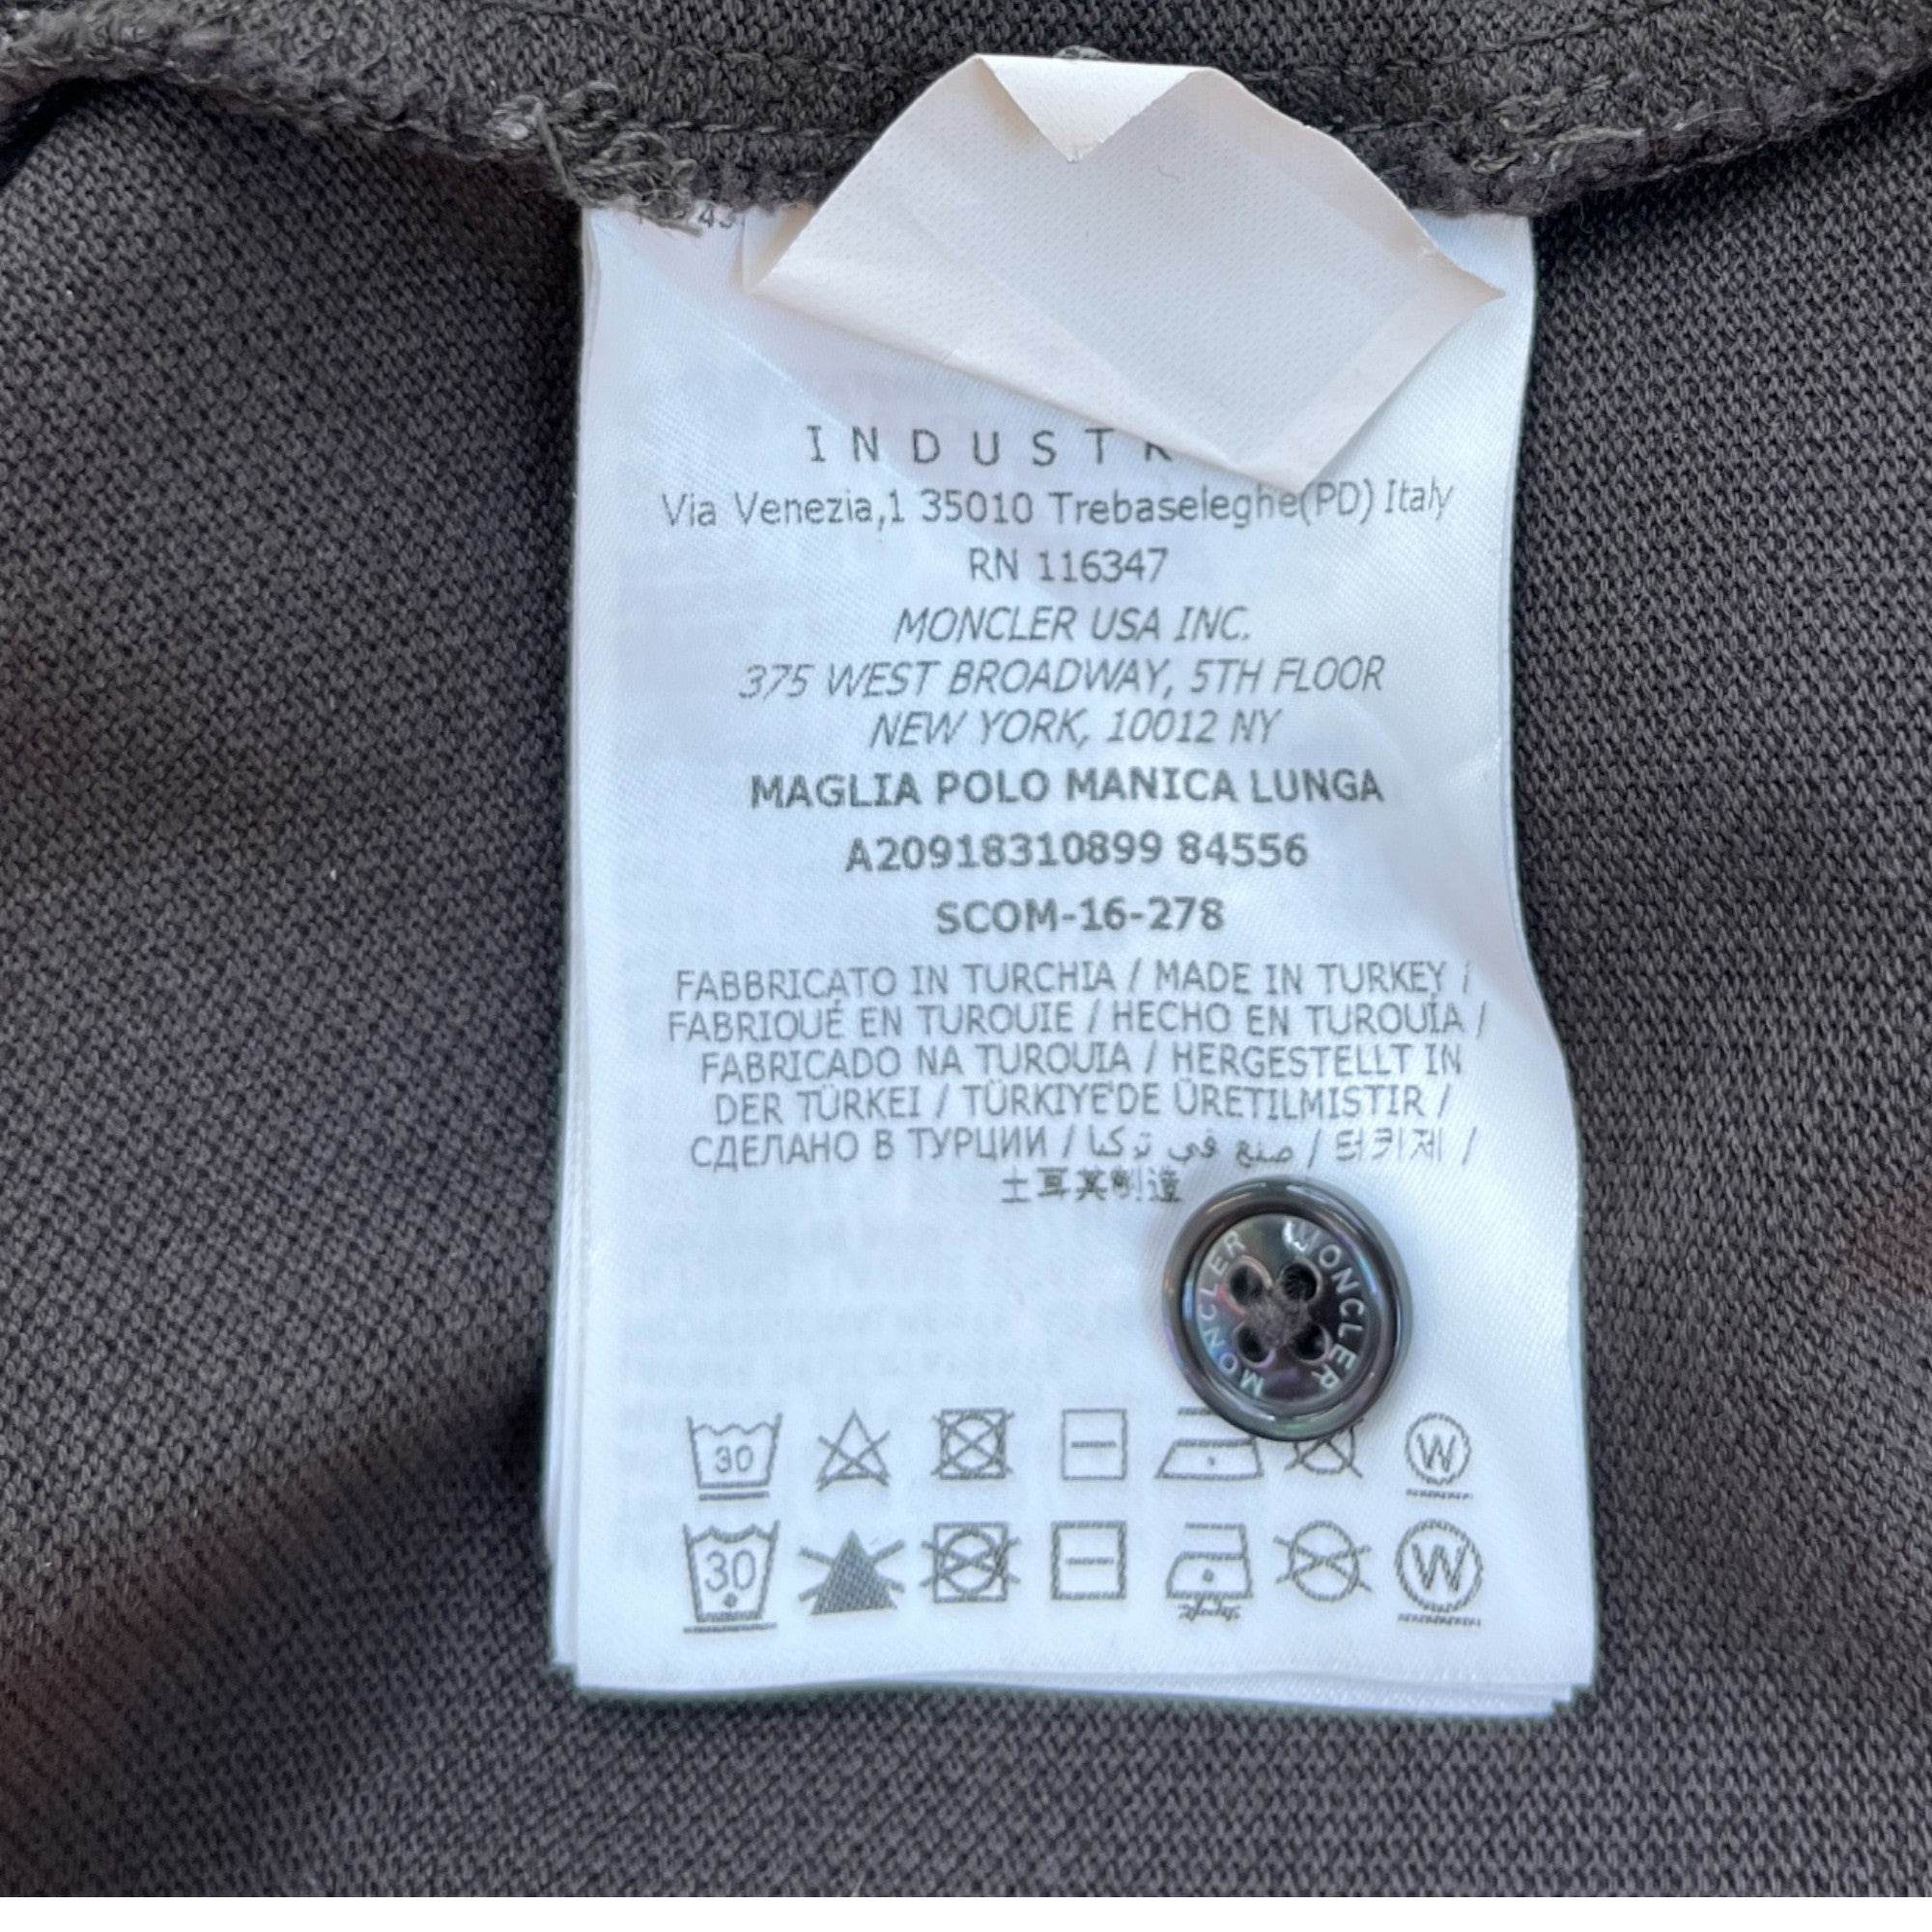 INDUSTR
Via Venezia,1 35010 Trebaseleghe(PD) Italy
RN 116347
MONCLER USA INC.
375 WEST BROADWAY, 5TH FLOOR
NEW YORK, 10012 NY
MAGLIA POLO MANICA LUNGA
A20918310899 84556
SCOM-16-278
FABBRICATO IN TURCHIA / MADE IN TURKEY /
FABRIQUÉ EN TURQUIE / HECHO EN TURQUÍA /
FABRICADO NA TURQUIA / HERGESTELLT IN
DER TÜRKEI / TÜRKIYE'DE ÜRETILMISTIR /
СДЕЛАНО В ТУРЦИИ / صنع في تركيا / 터키제 /
土耳其制造
MONCLER MONCLER
30 W
30 W